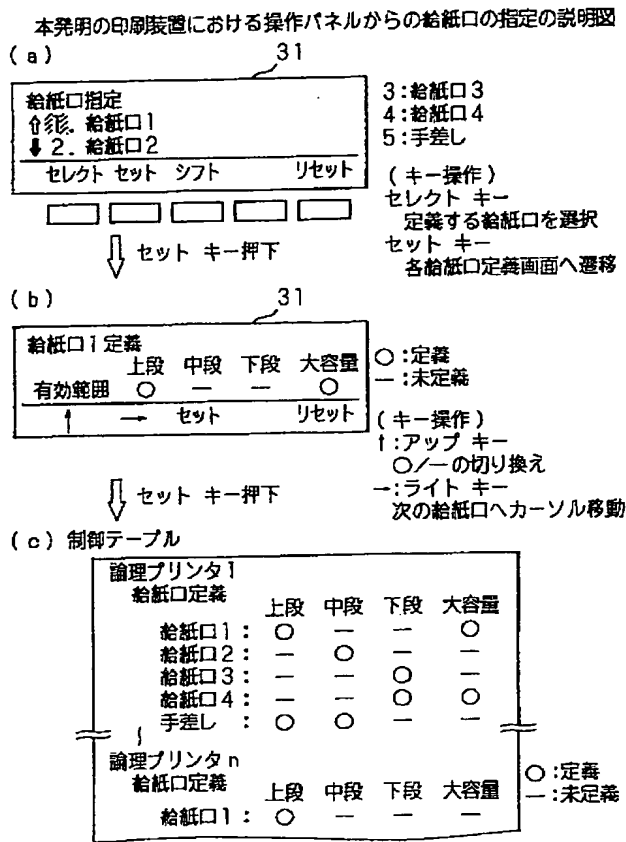 本発明の印刷装置における操作パネルからの給紙口の指定の説明図
(a)
31
給紙口指定
⇧ 1. 給紙口1
⬇ 2. 給紙口2
セレクト セット シフト リセット
3:給紙口3
4:給紙口4
5:手差し
(キー操作)
セレクト キー
定義する給紙口を選択
セット キー
各給紙口定義画面へ遷移
セット キー押下
(b)
31
給紙口1定義
上段 中段 下段 大容量
有効範囲 ○ − − ○
↑ → セット リセット
○:定義
−:未定義
(キー操作)
↑:アップ キー
○/−の切り換え
→:ライト キー
次の給紙口へカーソル移動
セット キー押下
(c) 制御テーブル
論理プリンタ1
給紙口定義
上段 中段 下段 大容量
給紙口1: ○ − − ○
給紙口2: − ○ − −
給紙口3: − − ○ −
給紙口4: − − ○ ○
手差し : ○ ○ − −
論理プリンタn
給紙口定義
上段 中段 下段 大容量
給紙口1: ○ − − −
○:定義
−:未定義